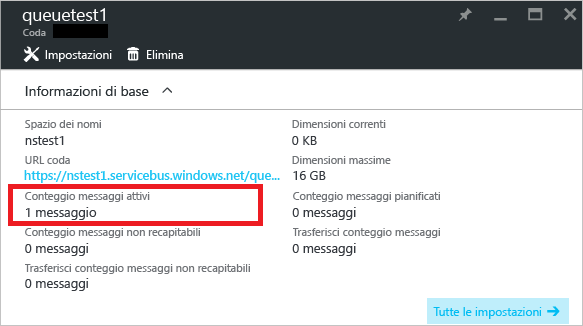 queuetest1
Coda
Impostazioni
Elimina
Informazioni di base
Spazio dei nomi
nstest1
URL coda
https://nstest1.servicebus.windows.net/que...
Conteggio messaggi attivi
1 messaggio
Conteggio messaggi non recapitabili
0 messaggi
Trasferisci conteggio messaggi non recapitabili
0 messaggi
Dimensioni correnti
0 KB
Dimensioni massime
16 GB
Conteggio messaggi pianificati
0 messaggi
Trasferisci conteggio messaggi
0 messaggi
Tutte le impostazioni